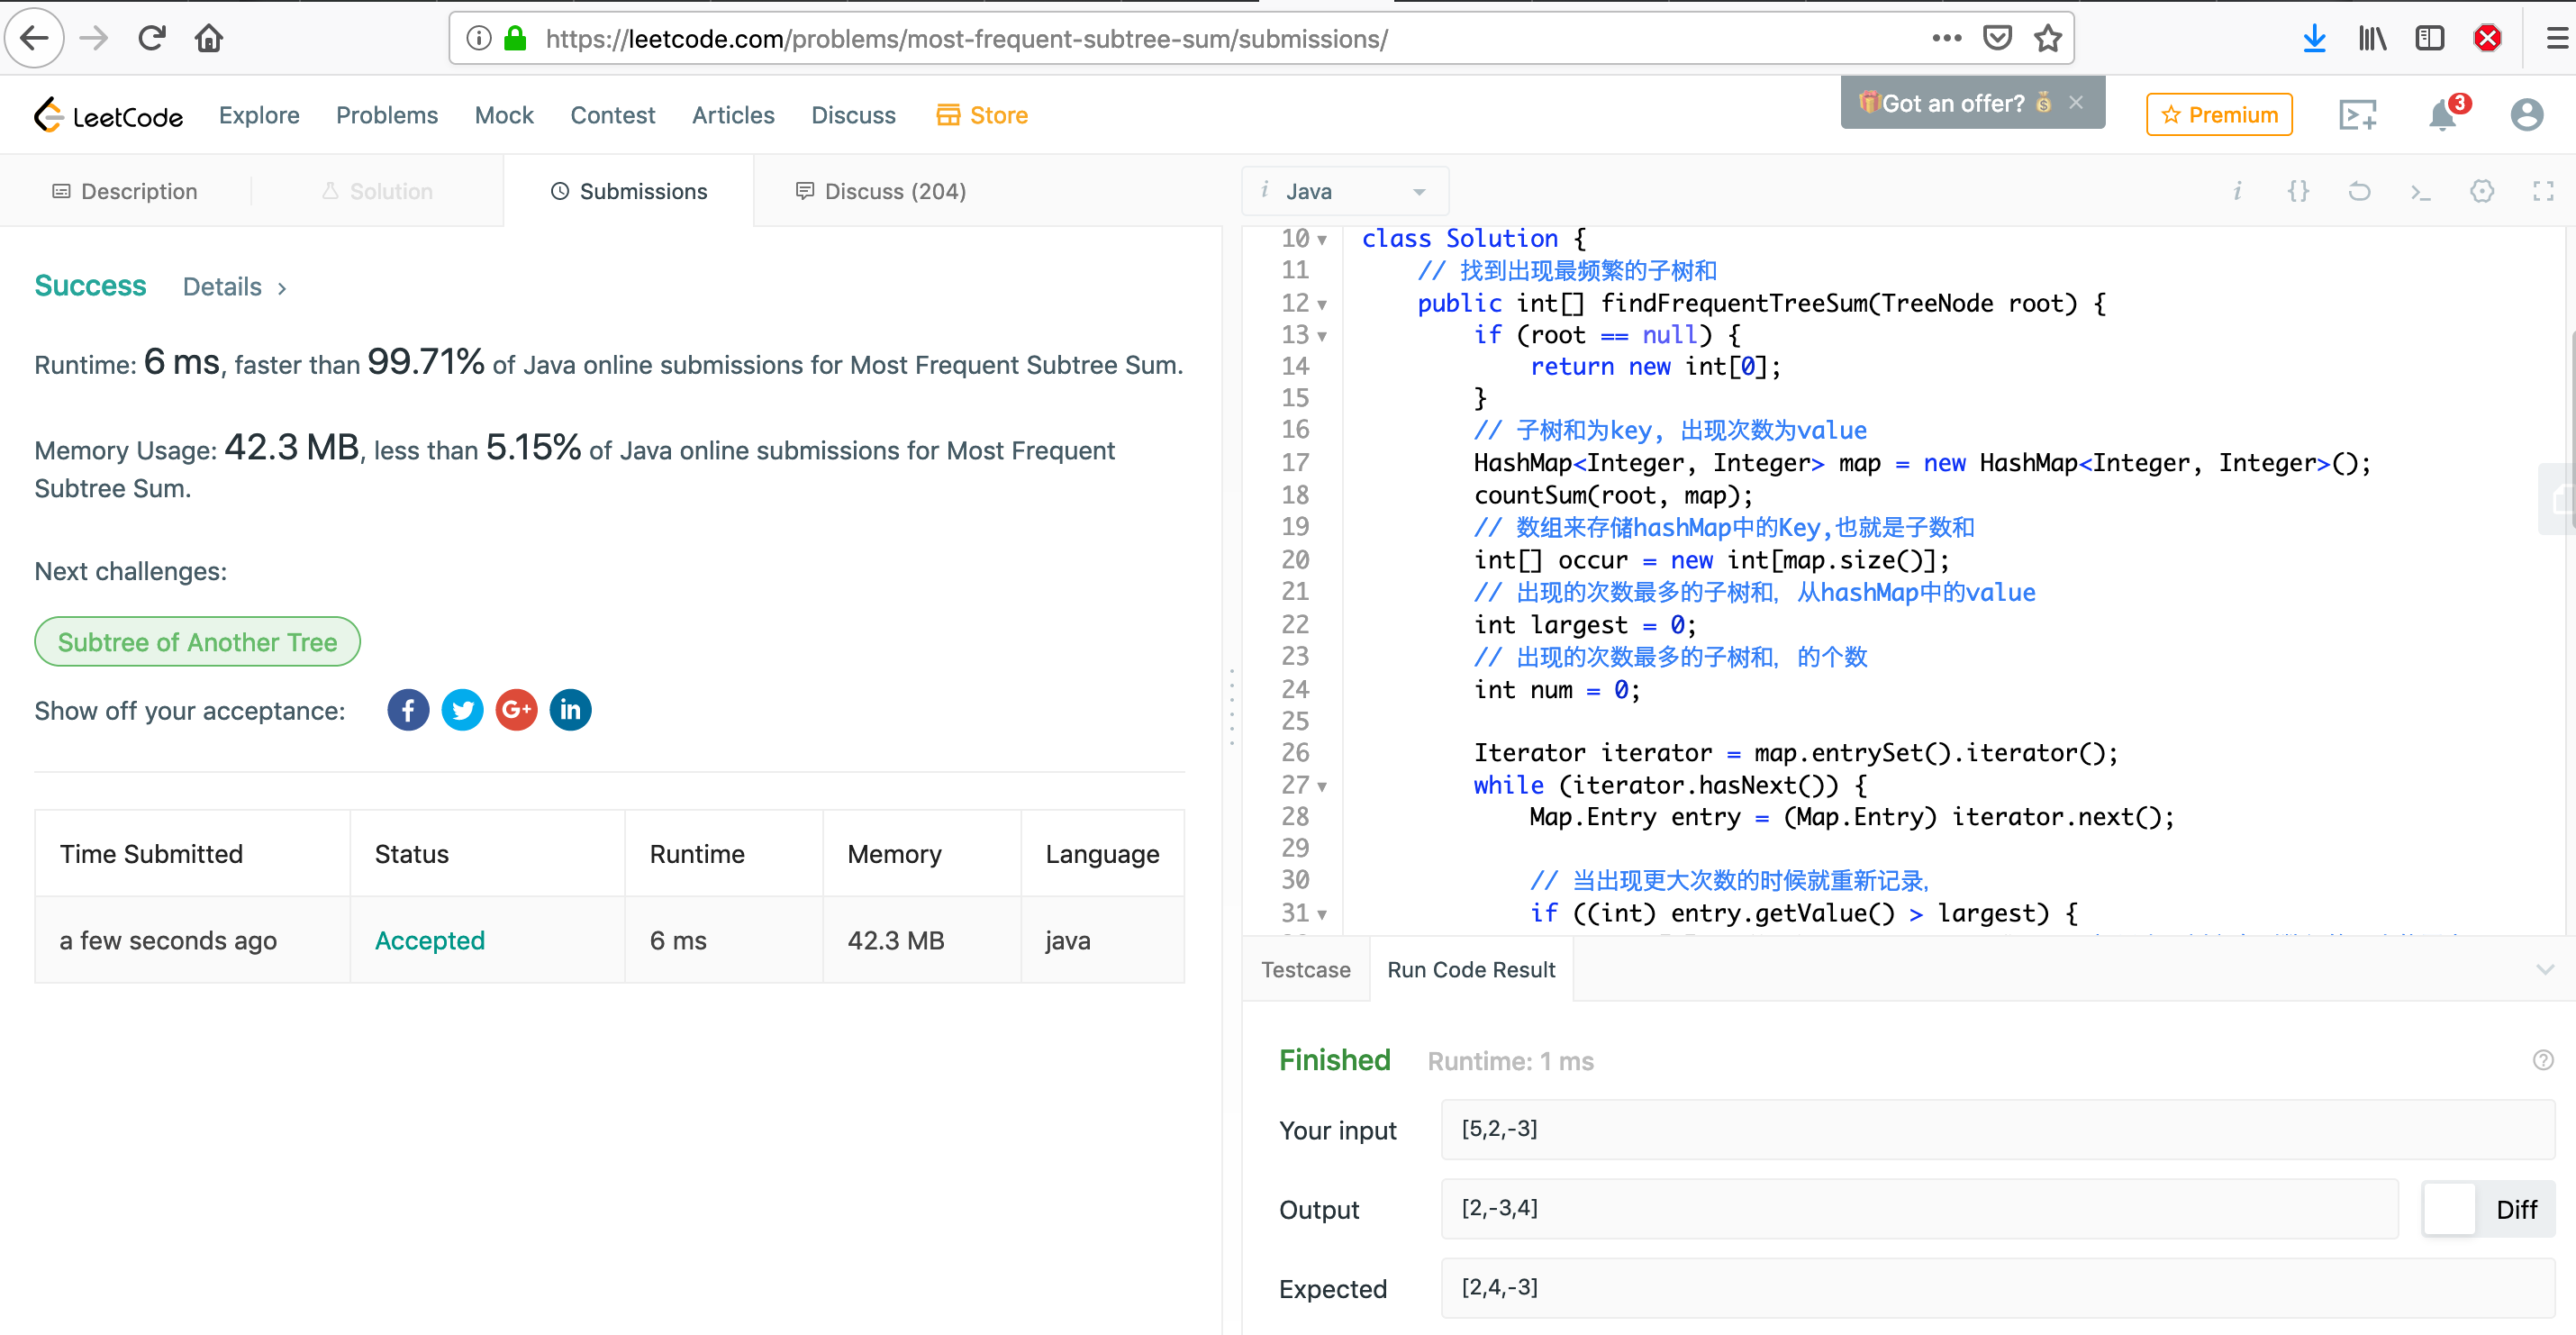 https://leetcode.com/problems/most-frequent-subtree-sum/submissions/
LeetCode Explore Problems Mock Contest Articles Discuss Store
Got an offer? ×
Premium
3
Description
Solution
Submissions
Discuss (204)
Success Details >
Runtime: 6 ms, faster than 99.71% of Java online submissions for Most Frequent Subtree Sum.
Memory Usage: 42.3 MB, less than 5.15% of Java online submissions for Most Frequent
Subtree Sum.
Next challenges:
Subtree of Another Tree
Show off your acceptance:
Time Submitted Status Runtime Memory Language
a few seconds ago Accepted 6 ms 42.3 MB java
i Java
10 class Solution {
11 // 找到出现最频繁的子树和
12 public int[] findFrequentTreeSum(TreeNode root) {
13 if (root == null) {
14 return new int[0];
15 }
16 // 子树和为key, 出现次数为value
17 HashMap<Integer, Integer> map = new HashMap<Integer, Integer>();
18 countSum(root, map);
19 // 数组来存储hashMap中的Key,也就是子数和
20 int[] occur = new int[map.size()];
21 // 出现的次数最多的子树和, 从hashMap中的value
22 int largest = 0;
23 // 出现的次数最多的子树和, 的个数
24 int num = 0;
25
26 Iterator iterator = map.entrySet().iterator();
27 while (iterator.hasNext()) {
28 Map.Entry entry = (Map.Entry) iterator.next();
29
30 // 当出现更大次数的时候就重新记录,
31 if ((int) entry.getValue() > largest) {
Testcase Run Code Result
Finished Runtime: 1 ms
Your input [5,2,-3]
Output [2,-3,4] Diff
Expected [2,4,-3]